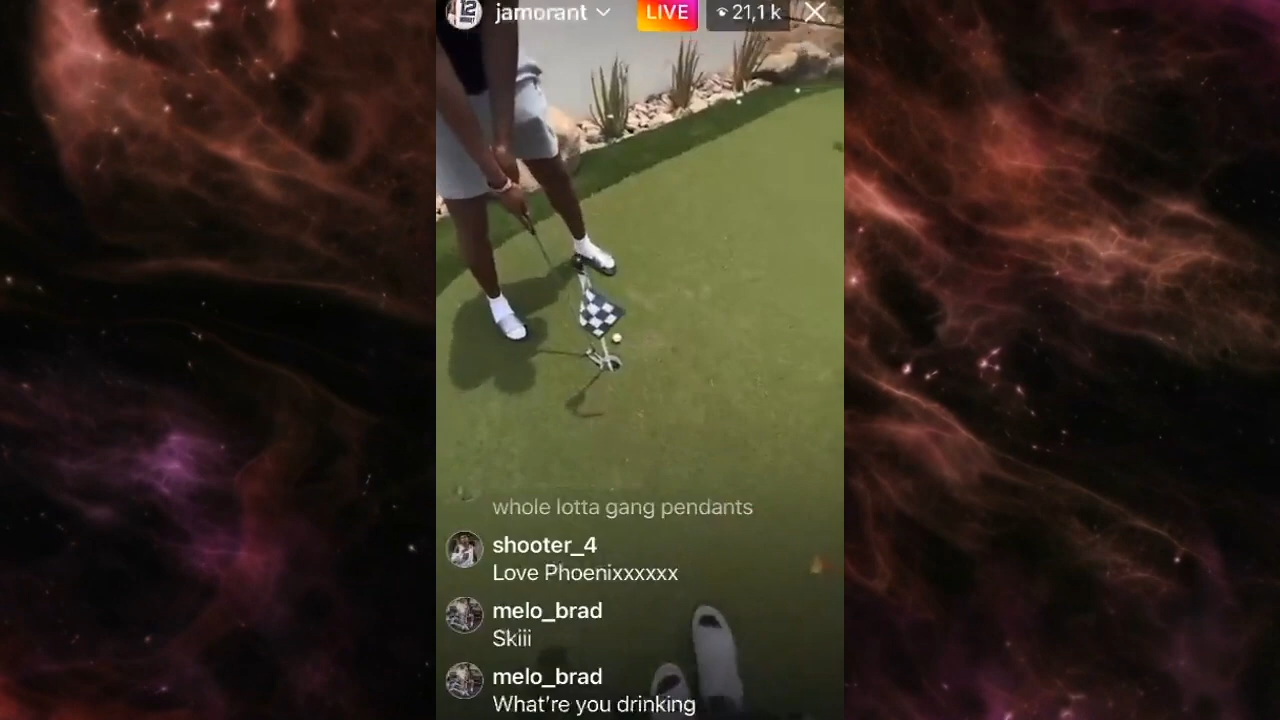 jamorant
LIVE
21,1 k
whole lotta gang pendants
shooter_4
Love Phoenixxxxxx
melo_brad
Skiii
melo_brad
What're you drinking